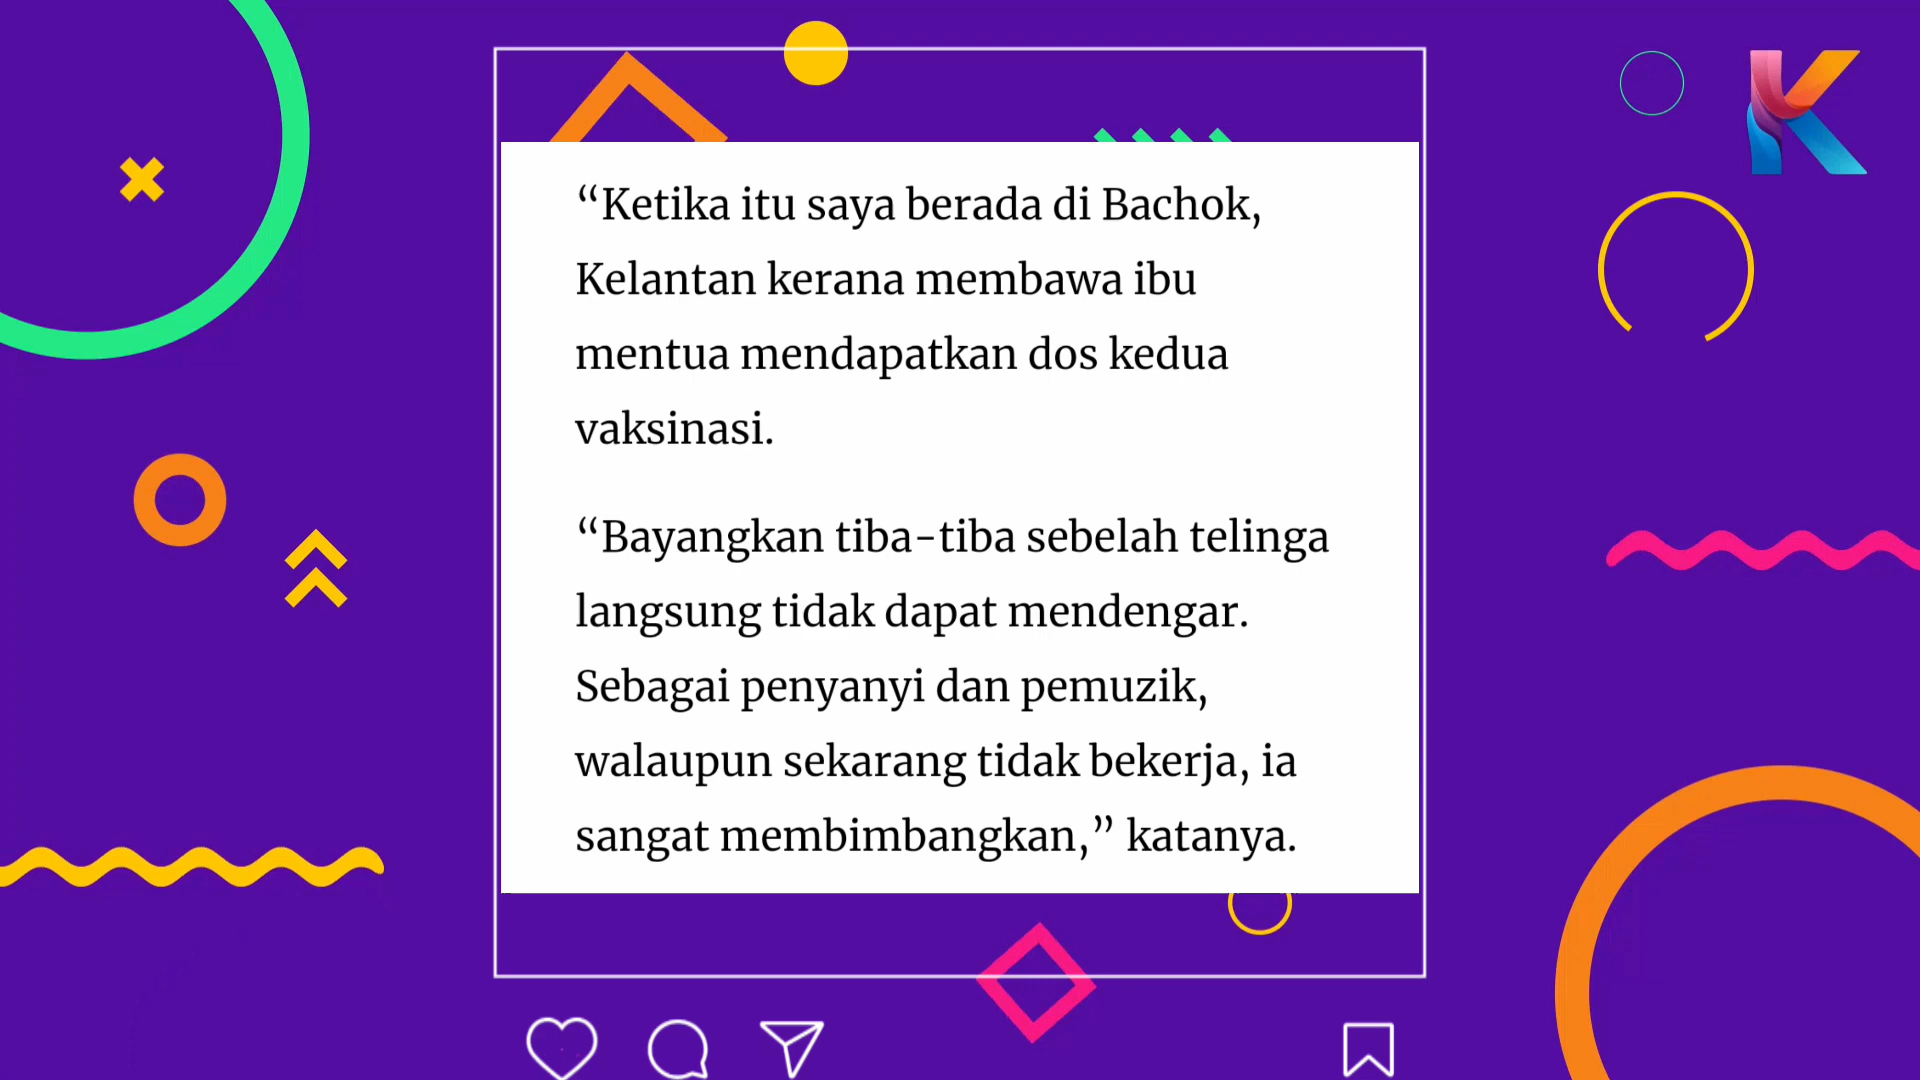 “Ketika itu saya berada di Bachok,
Kelantan kerana membawa ibu
mentua mendapatkan dos kedua
vaksinasi.
“Bayangkan tiba-tiba sebelah telinga
langsung tidak dapat mendengar.
Sebagai penyanyi dan pemuzik,
walaupun sekarang tidak bekerja, ia
sangat membimbangkan,” katanya.
K